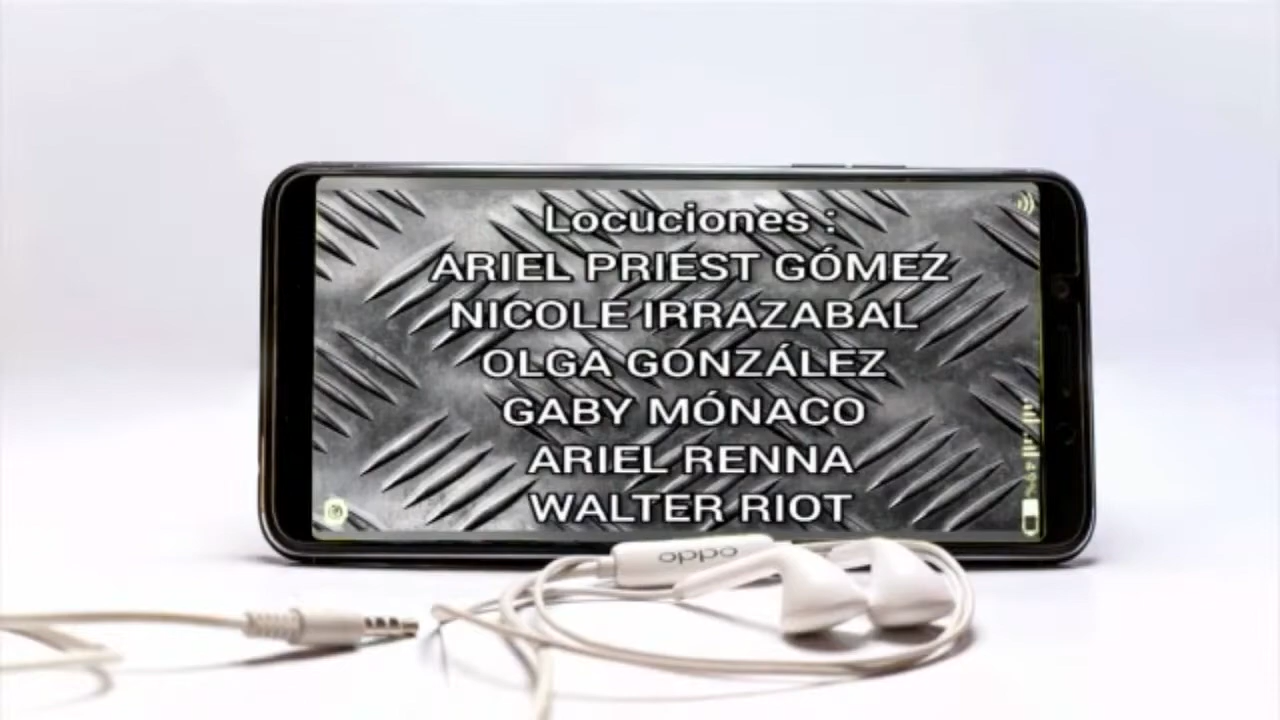 Locuciones :
ARIEL PRIEST GÓMEZ
NICOLE IRRAZABAL
OLGA GONZÁLEZ
GABY MÓNACO
ARIEL RENNA
WALTER RIOT
oppo